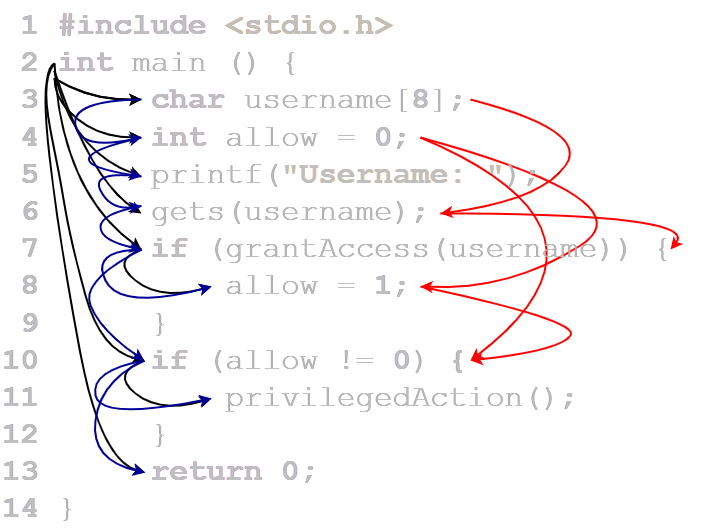 1 #include <stdio.h>
2 int main () {
3 char username[8];
4 int allow = 0;
5 printf("Username: ");
6 gets(username);
7 if (grantAccess(username)) {
8 allow = 1;
9 }
10 if (allow != 0) {
11 privilegedAction();
12 }
13 return 0;
14 }